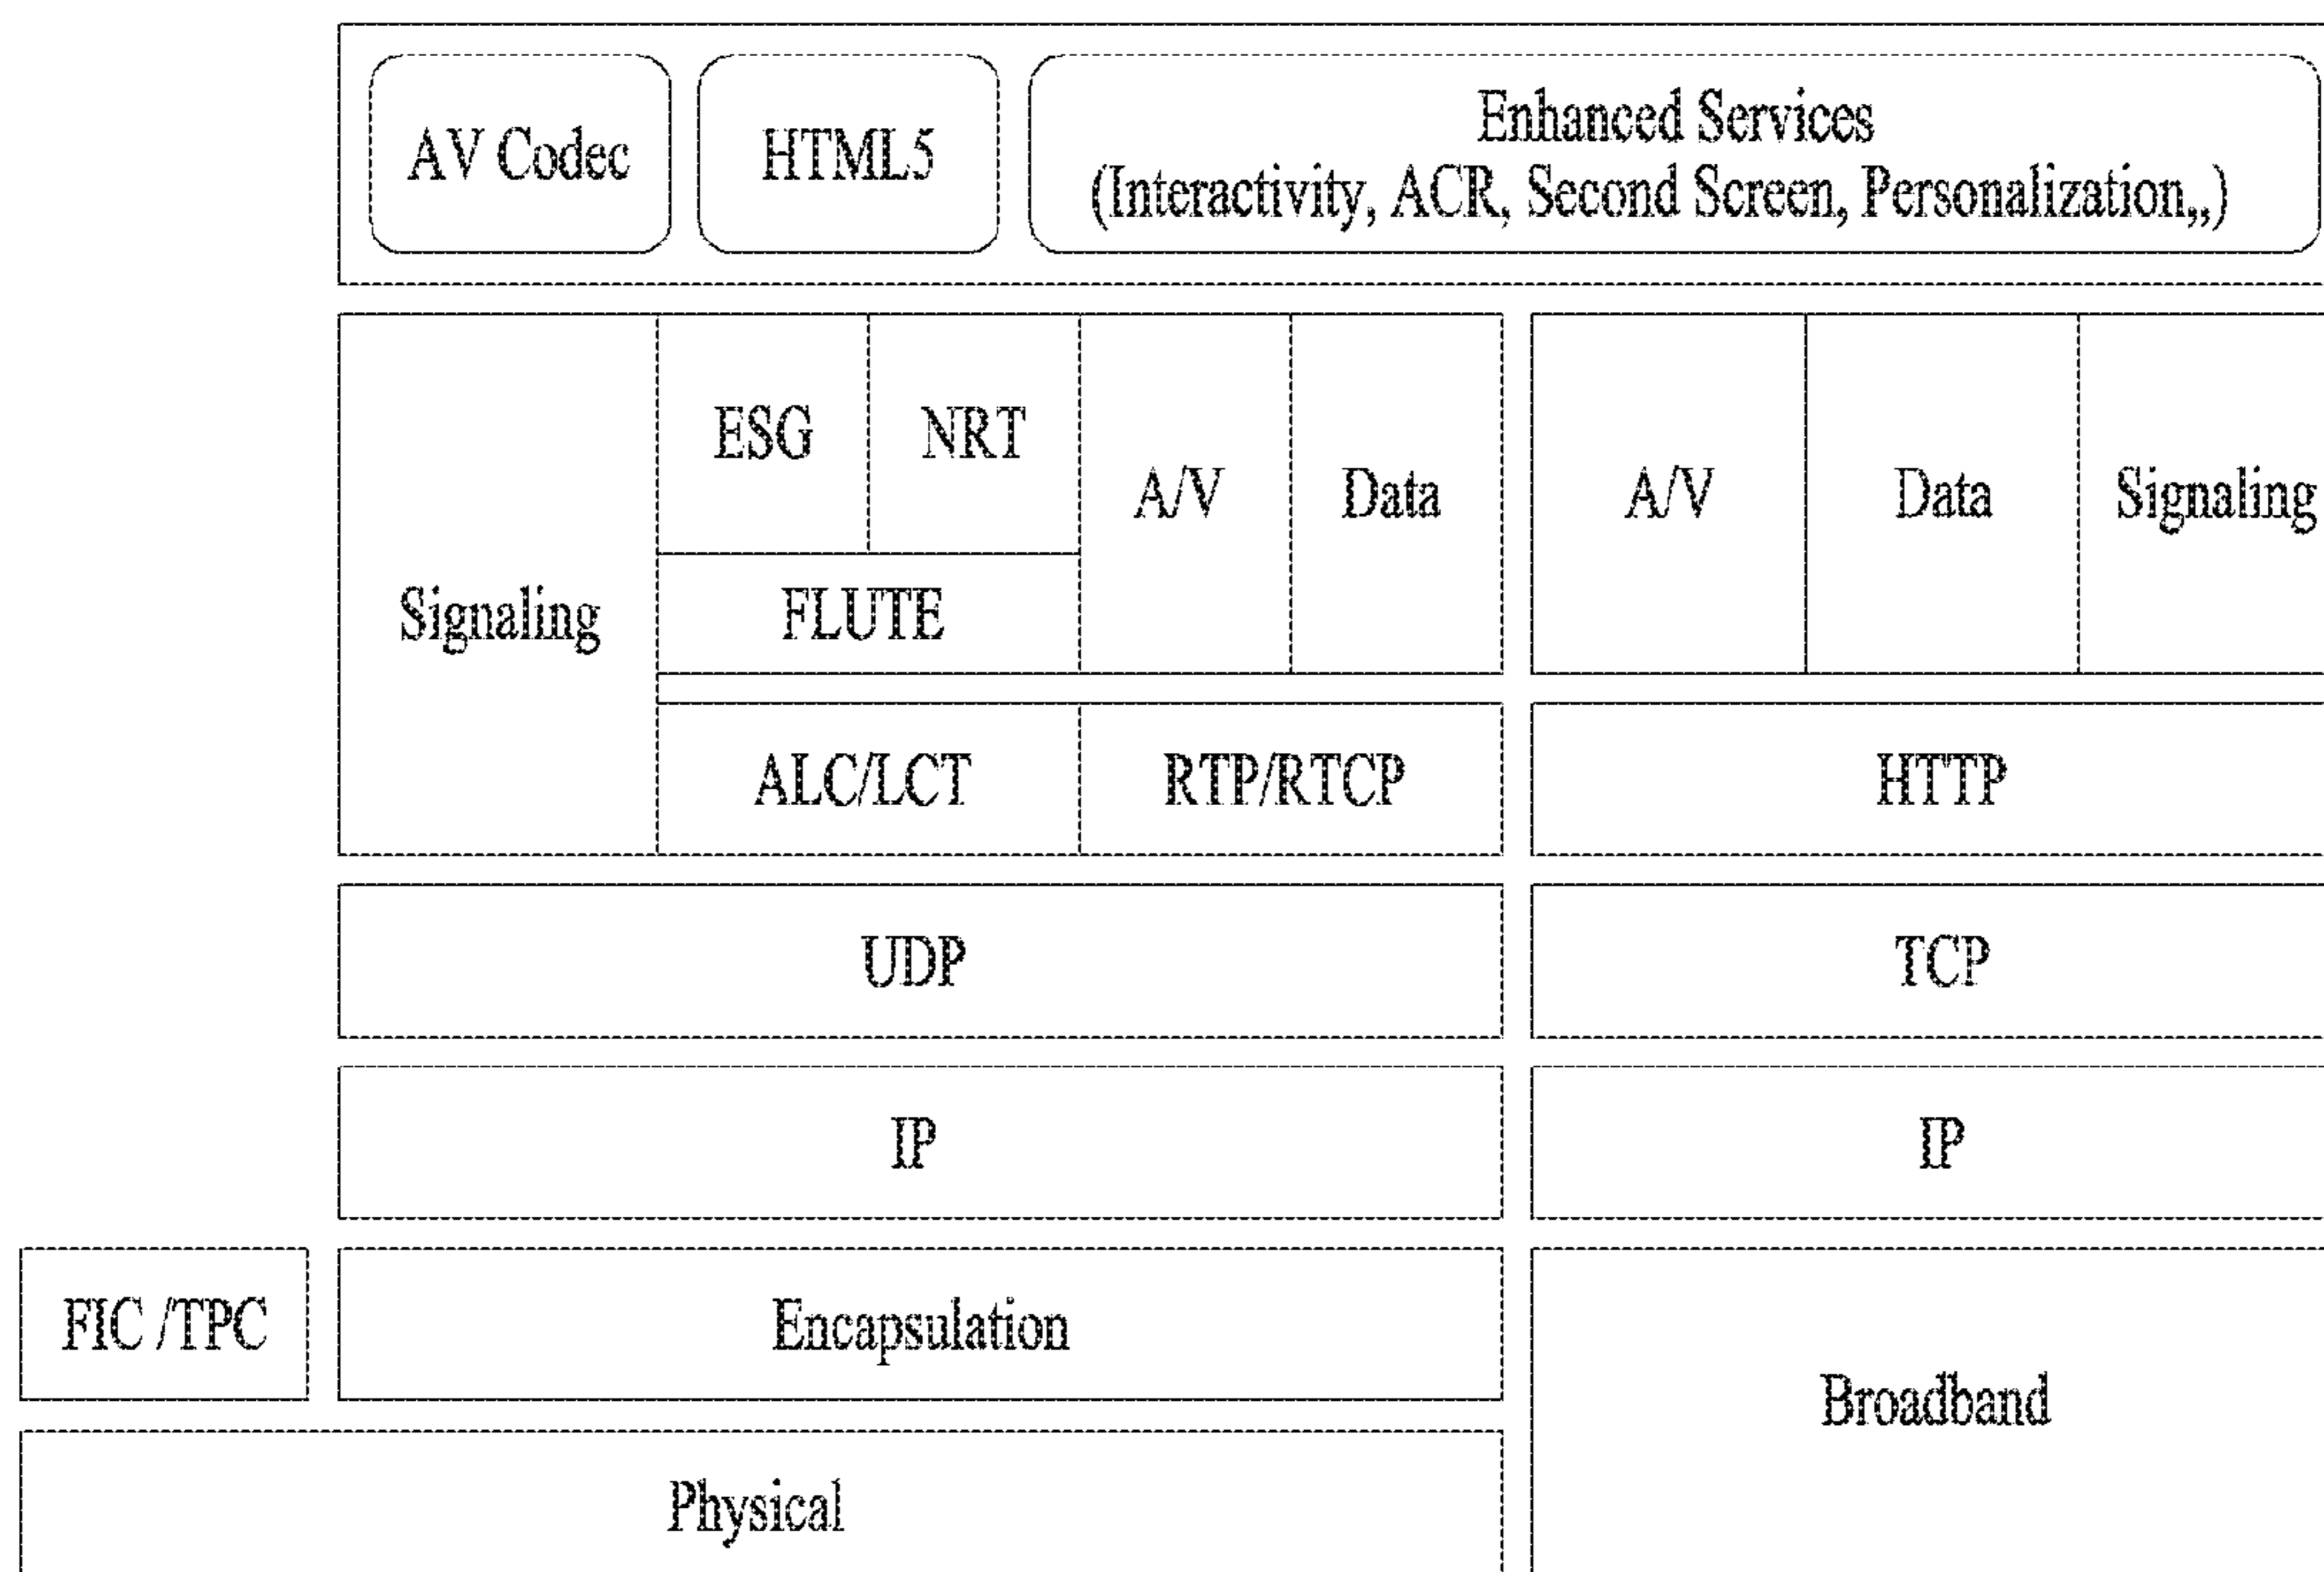 AV Codec
HTML5
Enhanced Services
(Interactivity, ACR, Second Screen, Personalization,,,)
Signaling
ESG
NRT
FLUTE
A/V
Data
ALC/LCT
RTP/RTCP
A/V
Data
Signaling
HTTP
UDP
TCP
IP
IP
FIC /TPC
Encapsulation
Broadband
Physical